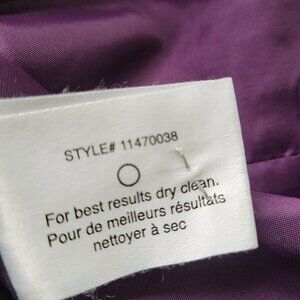 STYLE# 11470038
For best results dry clean.
Pour de meilleurs résultats
nettoyer à sec